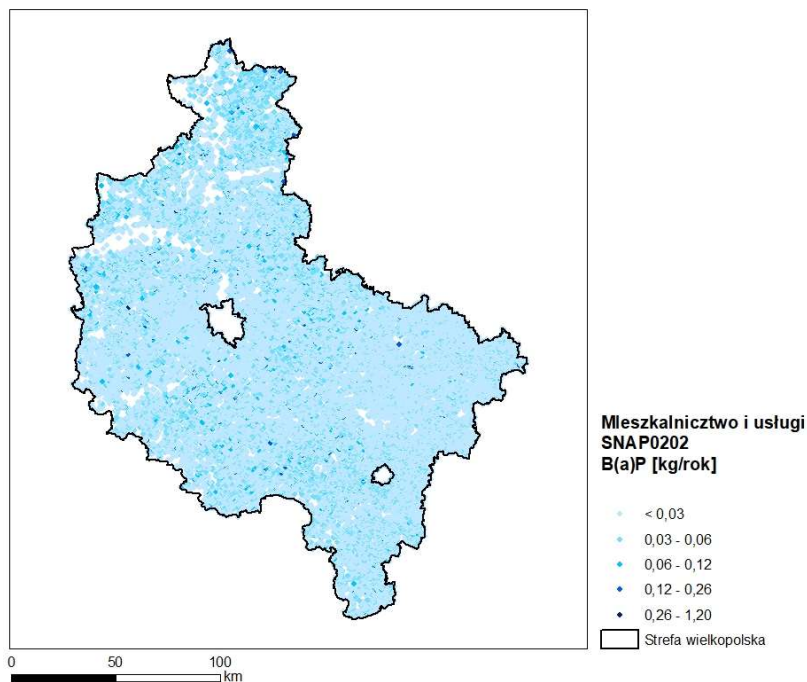 Mieszkalnictwo i usługi
SNAP0202
B(a)P [kg/rok]
< 0,03
0,03 - 0,06
0,06 - 0,12
0,12 - 0,26
0,26 - 1,20
Strefa wielkopolska
0 50 100
km